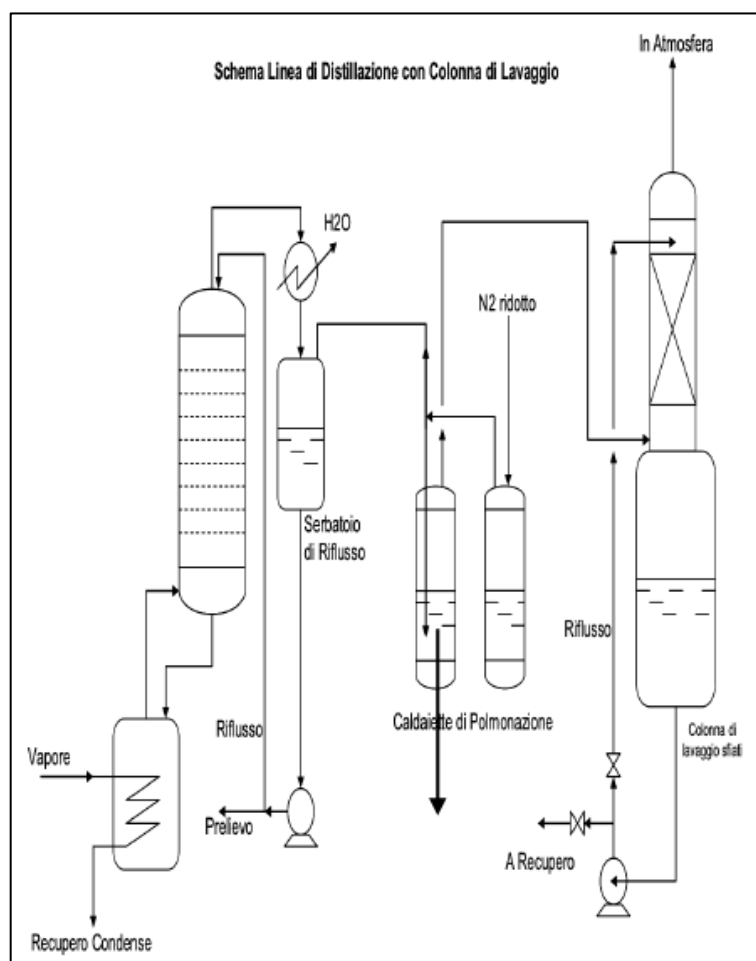 In Atmosfera
Schema Linea di Distillazione con Colonna di Lavaggio
H2O
N2 ridotto
Serbatoio
di Riflusso
Riflusso
Caldaiette di Polmonazione
Riflusso
Colonna di
lavaggio sfiati
Vapore
Prelievo
A Recupero
Recupero Condense